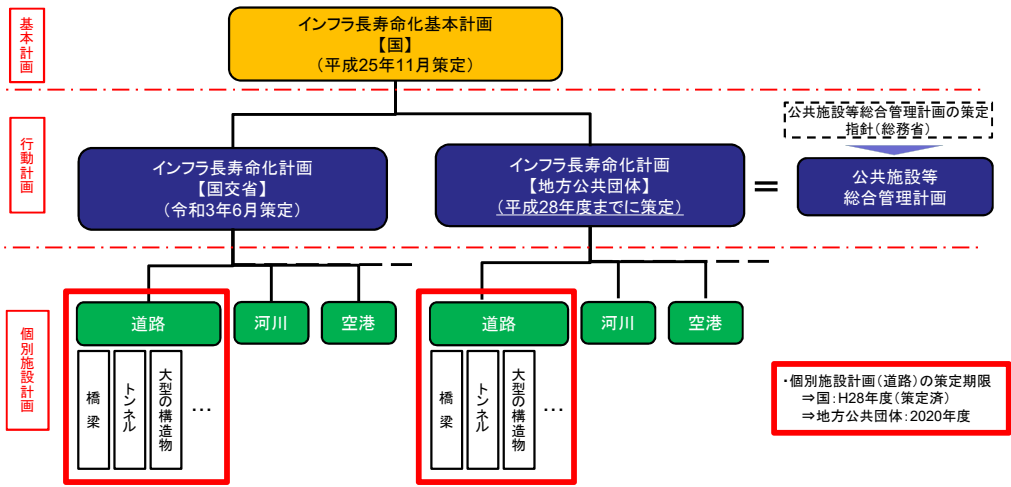 基本計画
インフラ長寿命化基本計画
【国】
（平成25年11月策定）
行動計画
インフラ長寿命化計画
【国交省】
（令和3年6月策定）
インフラ長寿命化計画
【地方公共団体】
（平成28年度までに策定）
＝
公共施設等総合管理計画の策定
指針（総務省）
公共施設等
総合管理計画
個別施設計画
道路
河川
空港
橋梁
トンネル
大型の構造物
…
道路
河川
空港
橋梁
トンネル
大型の構造物
…
・個別施設計画（道路）の策定期限
⇒国：H28年度（策定済）
⇒地方公共団体：2020年度